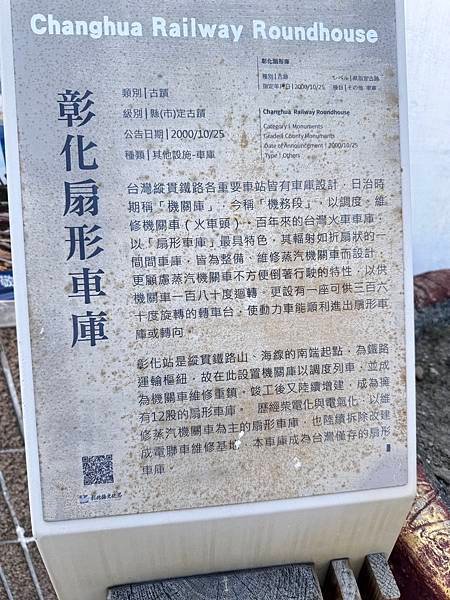 Changhua Railway Roundhouse
彰化扇形車庫
類別│古蹟
級別│縣(市)定古蹟
公告日期│2000/10/25
種類│其他設施-車庫
彰化扇形車庫
Changhua Railway Roundhouse
Category│Monuments
Grade│County Monuments
Date of Announcement│2000/10/25
Type│Others
台灣縱貫鐵路各重要車站皆有車庫設計，日治時
期稱「機關庫」，今稱「機務段」，以調度、維
修機關車（火車頭）。百年來的台灣火車車庫，
以「扇形車庫」最具特色，其輻射如折扇狀的一
間間車庫，皆為整備、維修蒸汽機關車而設計，
更顧慮蒸汽機關車不方便倒著行駛的特性，以供
機關車一百八十度迴轉，更設有一座可供三百六
十度旋轉的轉車台，使動力車能順利進出扇形車
庫或轉向。
彰化站是縱貫鐵路山、海線的南端起點，為鐵路
運輸樞紐，故在此設置機關庫以調度列車，並成
為機關車維修重鎮，竣工後又陸續增建，成為擁
有12股的扇形車庫。 歷經柴電化與電氣化，以維
修蒸汽機關車為主的扇形車庫，也陸續拆除改建
成電聯車維修基地，本車庫成為台灣僅存的扇形
車庫。